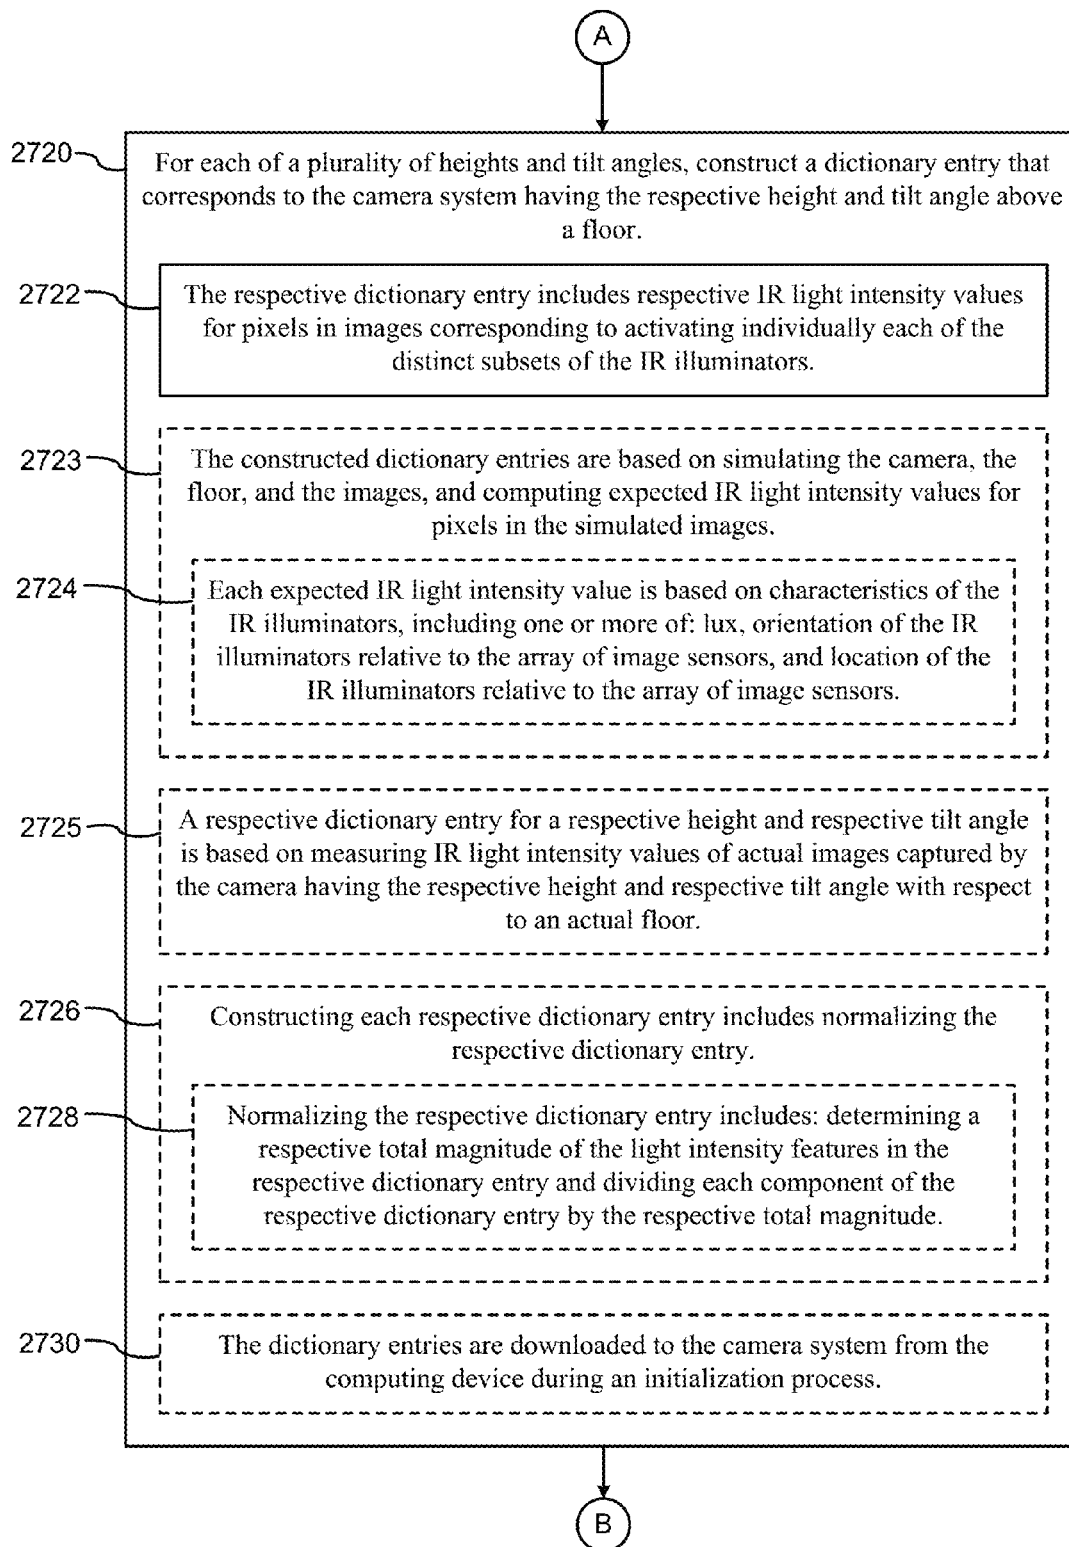 A
2720
For each of a plurality of heights and tilt angles, construct a dictionary entry that
corresponds to the camera system having the respective height and tilt angle above
a floor.
2722
The respective dictionary entry includes respective IR light intensity values
for pixels in images corresponding to activating individually each of the
distinct subsets of the IR illuminators.
2723
The constructed dictionary entries are based on simulating the camera, the
floor, and the images, and computing expected IR light intensity values for
pixels in the simulated images.
2724
Each expected IR light intensity value is based on characteristics of the
IR illuminators, including one or more of: lux, orientation of the IR
illuminators relative to the array of image sensors, and location of the
IR illuminators relative to the array of image sensors.
2725
A respective dictionary entry for a respective height and respective tilt angle
is based on measuring IR light intensity values of actual images captured by
the camera having the respective height and respective tilt angle with respect
to an actual floor.
2726
Constructing each respective dictionary entry includes normalizing the
respective dictionary entry.
2728
Normalizing the respective dictionary entry includes: determining a
respective total magnitude of the light intensity features in the
respective dictionary entry and dividing each component of the
respective dictionary entry by the respective total magnitude.
2730
The dictionary entries are downloaded to the camera system from the
computing device during an initialization process.
B